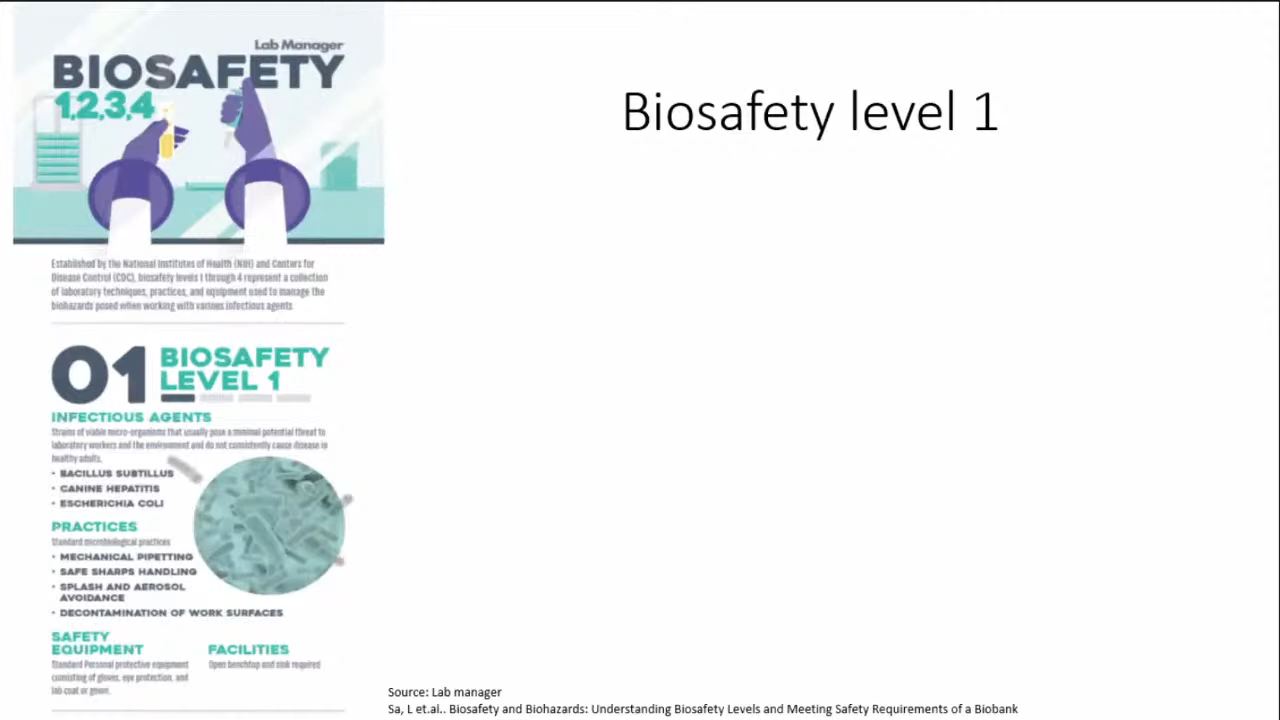 Lab Manager
BIOSAFETY
1,2,3,4
Biosafety level 1
Established by the National Institutes of Health (NIH) and Centers for
Disease Control (CDC), biosafety levels 1 through 4 represent a collection
of laboratory techniques, practices, and equipment used to manage the
biohazards posed when working with various infectious agents
01 BIOSAFETY
LEVEL 1
INFECTIOUS AGENTS
Strains of viable micro-organisms that usually pose a minimal potential threat to
laboratory workers and the environment and do not consistently cause disease in
healthy adults.
• BACILLUS SUBTILLUS
• CANINE HEPATITIS
• ESCHERICHIA COLI
PRACTICES
Standard microbiological practices
• MECHANICAL PIPETTING
• SAFE SHARPS HANDLING
• SPLASH AND AEROSOL
AVOIDANCE
• DECONTAMINATION OF WORK SURFACES
SAFETY
EQUIPMENT
Standard Personal protective equipment
consisting of gloves, eye protection, and
lab coat or gown.
FACILITIES
Open benchtop and sink required
Source: Lab manager
Sa, L et.al.. Biosafety and Biohazards: Understanding Biosafety Levels and Meeting Safety Requirements of a Biobank